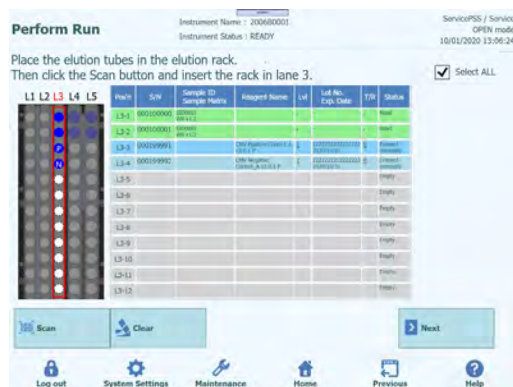 Perform Run
Instrument Name : 200680001
Instrument Status : READY
ServicePSS / Service
OPEN mode
10/01/2020 13:06:24
Place the elution tubes in the elution rack.
Then click the Scan button and insert the rack in lane 3.
Select ALL
L1 L2 L3 L4 L5
Pos'n S/N Sample ID Sample Matrix Reagent Name Lvl Lot No. Exp. Date T/R Status
L3-1 000100000
L3-2 000100001
P L3-3
N L3-4
L3-5 Empty
L3-6 Empty
L3-7 Empty
L3-8 Empty
L3-9 Empty
L3-10 Empty
L3-11 Empty
L3-12 Empty
Scan
Clear
Next
Log out
System Settings
Maintenance
Home
Previous
Help